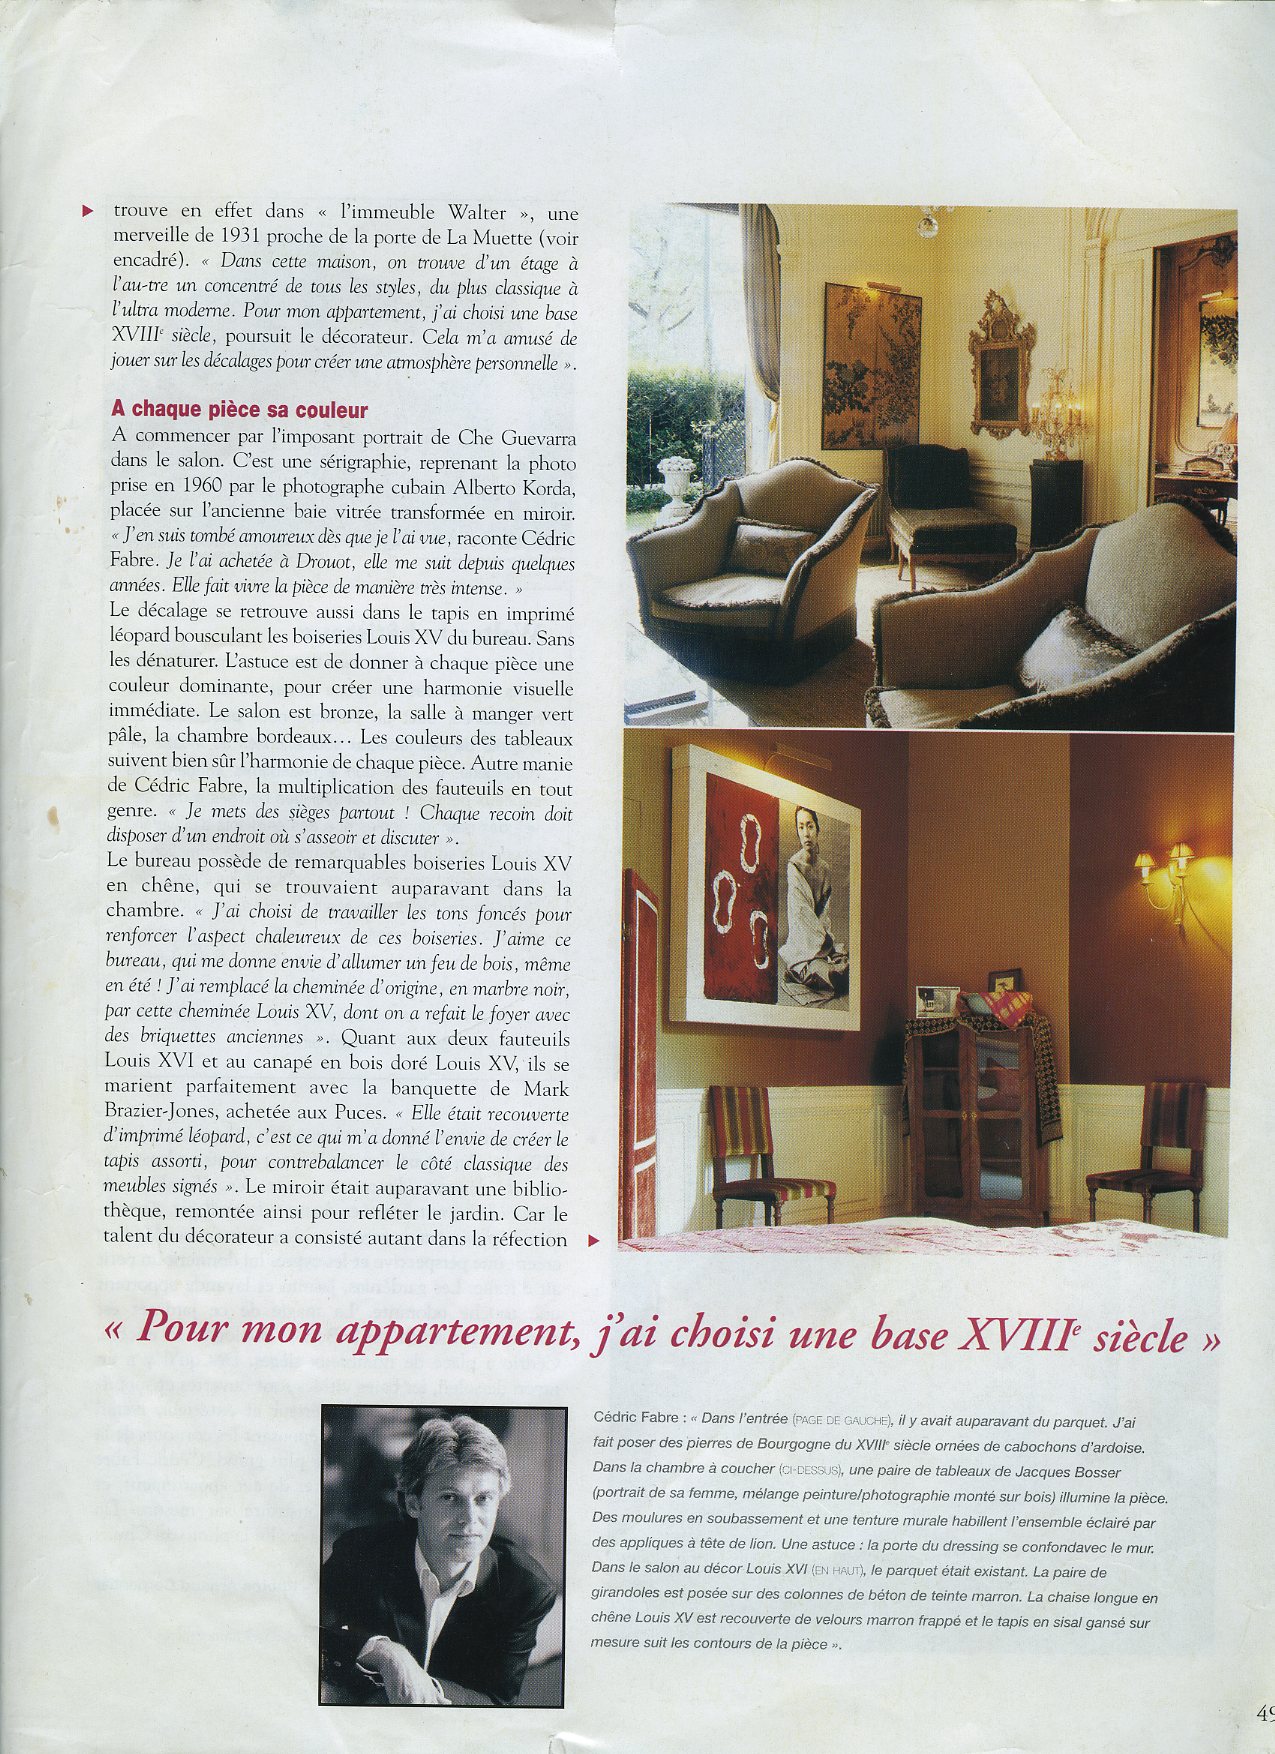 trouve en effet dans « l'immeuble Walter », une
merveille de 1931 proche de la porte de La Muette (voir
encadré). « Dans cette maison, on trouve d'un étage à
l'au-tre un concentré de tous les styles, du plus classique à
l'ultra moderne. Pour mon appartement, j'ai choisi une base
XVIIIe siècle, poursuit le décorateur. Cela m'a amusé de
jouer sur les décalages pour créer une atmosphère personnelle ».
A chaque pièce sa couleur
A commencer par l'imposant portrait de Che Guevarra
dans le salon. C'est une sérigraphie, reprenant la photo
prise en 1960 par le photographe cubain Alberto Korda,
placée sur l'ancienne baie vitrée transformée en miroir.
« J'en suis tombé amoureux dès que je l'ai vue, raconte Cédric
Fabre. Je l'ai achetée à Drouot, elle me suit depuis quelques
années. Elle fait vivre la pièce de manière très intense. »
Le décalage se retrouve aussi dans le tapis en imprimé
léopard bousculant les boiseries Louis XV du bureau. Sans
les dénaturer. L'astuce est de donner à chaque pièce une
couleur dominante, pour créer une harmonie visuelle
immédiate. Le salon est bronze, la salle à manger vert
pâle, la chambre bordeaux... Les couleurs des tableaux
suivent bien sûr l'harmonie de chaque pièce. Autre manie
de Cédric Fabre, la multiplication des fauteuils en tout
genre. « Je mets des sièges partout ! Chaque recoin doit
disposer d'un endroit où s'asseoir et discuter ».
Le bureau possède de remarquables boiseries Louis XV
en chêne, qui se trouvaient auparavant dans la
chambre. « J'ai choisi de travailler les tons foncés pour
renforcer l'aspect chaleureux de ces boiseries. J'aime ce
bureau, qui me donne envie d'allumer un feu de bois, même
en été ! J'ai remplacé la cheminée d'origine, en marbre noir,
par cette cheminée Louis XV, dont on a refait le foyer avec
des briquettes anciennes ». Quant aux deux fauteuils
Louis XVI et au canapé en bois doré Louis XV, ils se
marient parfaitement avec la banquette de Mark
Brazier-Jones, achetée aux Puces. « Elle était recouverte
d'imprimé léopard, c'est ce qui m'a donné l'envie de créer le
tapis assorti, pour contrebalancer le côté classique des
meubles signés ». Le miroir était auparavant une biblio-
thèque, remontée ainsi pour refléter le jardin. Car le
talent du décorateur a consisté autant dans la réfection
« Pour mon appartement, j'ai choisi une base XVIIIe siècle »
Cédric Fabre : « Dans l'entrée (PAGE DE GAUCHE), il y avait auparavant du parquet. J'ai
fait poser des pierres de Bourgogne du XVIIIe siècle ornées de cabochons d'ardoise.
Dans la chambre à coucher (CI-DESSUS), une paire de tableaux de Jacques Bosser
(portrait de sa femme, mélange peinture/photographie monté sur bois) illumine la pièce.
Des moulures en soubassement et une tenture murale habillent l'ensemble éclairé par
des appliques à tête de lion. Une astuce : la porte du dressing se confondavec le mur.
Dans le salon au décor Louis XVI (EN HAUT), le parquet était existant. La paire de
girandoles est posée sur des colonnes de béton de teinte marron. La chaise longue en
chêne Louis XV est recouverte de velours marron frappé et le tapis en sisal gansé sur
mesure suit les contours de la pièce ».
49